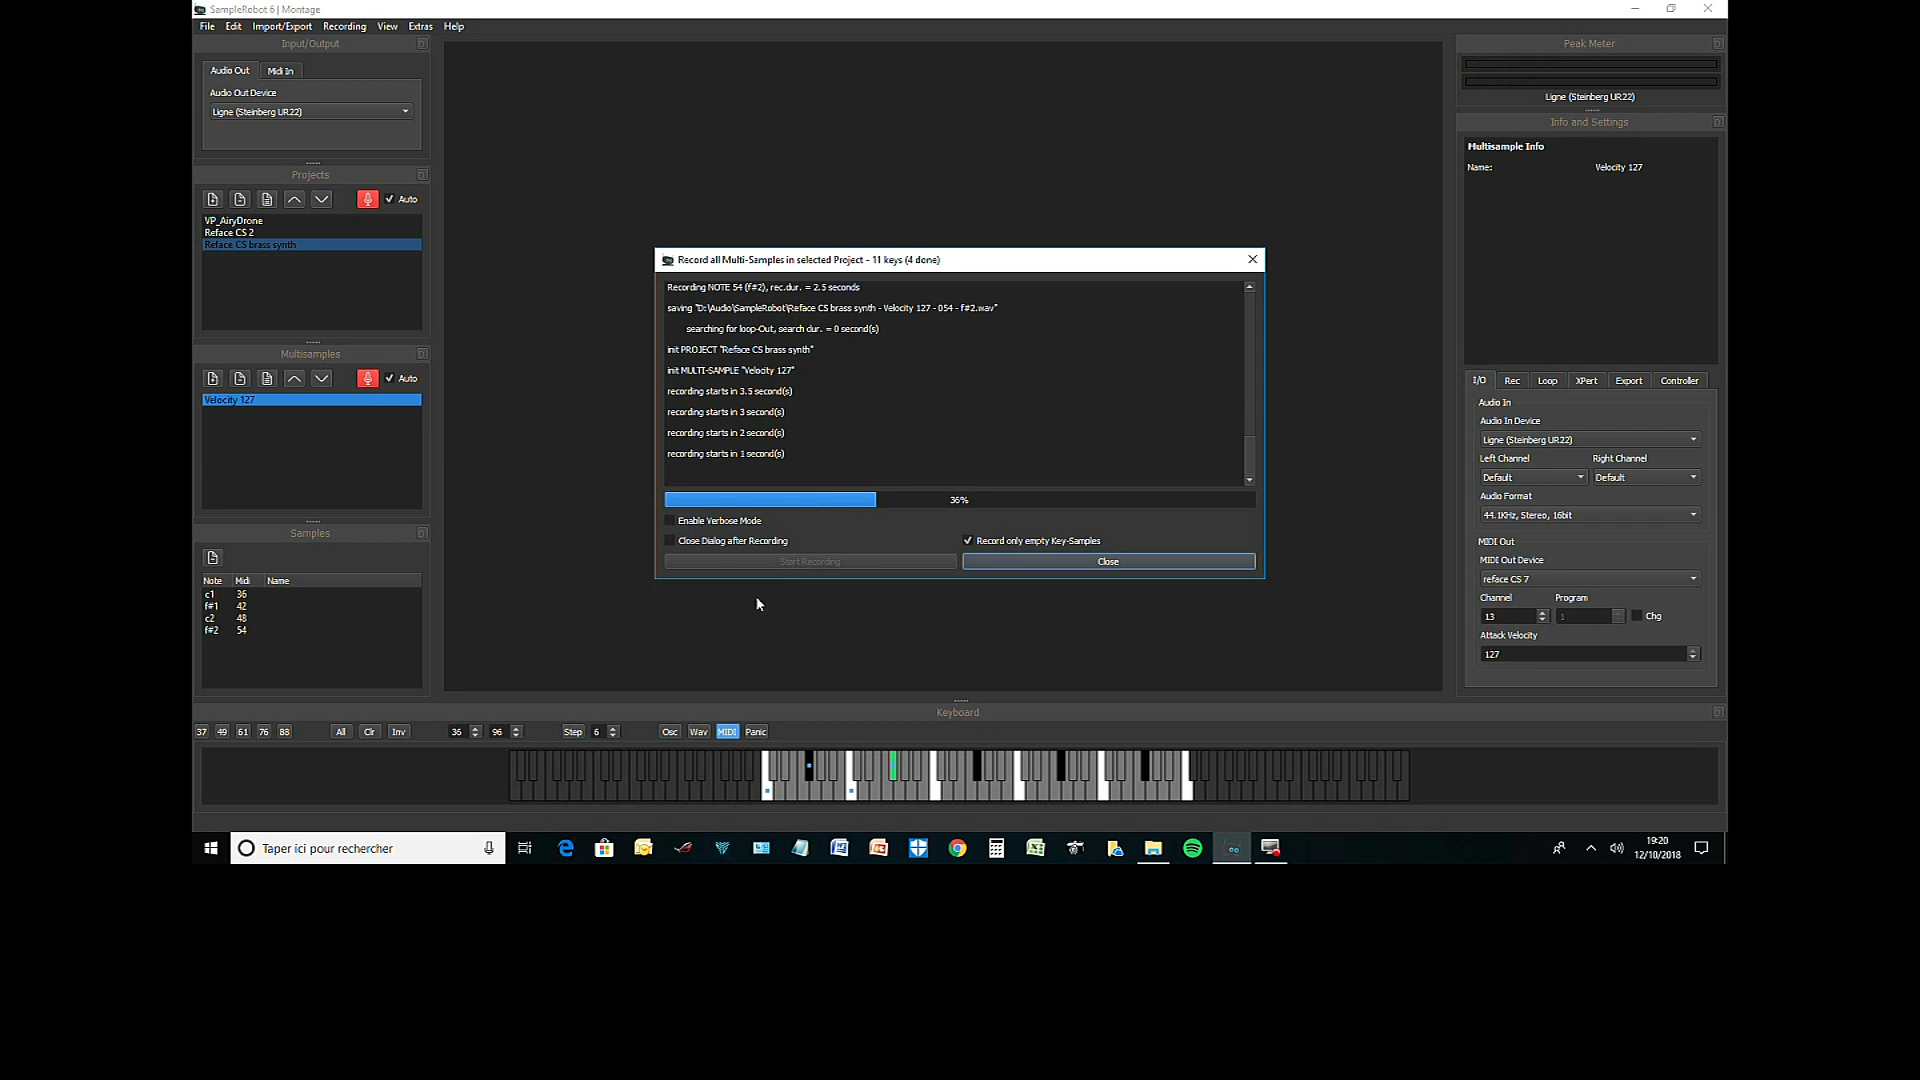 SampleRobot 6 | Montage
File Edit Import/Export Recording View Extras Help
Input/Output
Audio Out Midi In
Audio Out Device
Ligne (Steinberg UR22)
Projects
Auto
VP_AiryDrone
Reface CS 2
Reface CS brass synth
Multisamples
Auto
Velocity 127
Samples
Note Midi Name
c1 36
f#1 42
c2 48
f#2 54
Record all Multi-Samples in selected Project - 11 keys (4 done)
Recording NOTE 54 (f#2), rec.dur. = 2.5 seconds
saving "D:\Audio\SampleRobot\Reface CS brass synth - Velocity 127 - 054 - f#2.wav"
searching for loop-Out, search dur. = 0 second(s)
init PROJECT "Reface CS brass synth"
init MULTI-SAMPLE "Velocity 127"
recording starts in 3.5 second(s)
recording starts in 3 second(s)
recording starts in 2 second(s)
recording starts in 1 second(s)
36%
Enable Verbose Mode
Close Dialog after Recording Record only empty Key-Samples
Start Recording Close
Peak Meter
Ligne (Steinberg UR22)
Info and Settings
Multisample Info
Name: Velocity 127
I/O Rec Loop XPert Export Controller
Audio In
Audio In Device
Ligne (Steinberg UR22)
Left Channel Right Channel
Default Default
Audio Format
44.1KHz, Stereo, 16bit
MIDI Out
MIDI Out Device
reface CS 7
Channel Program
13 1 Chg
Attack Velocity
127
Keyboard
37 49 61 76 88 All Clr Inv 36 96 Step 6 Osc Wav MIDI Panic
Taper ici pour rechercher
19:20
12/10/2018